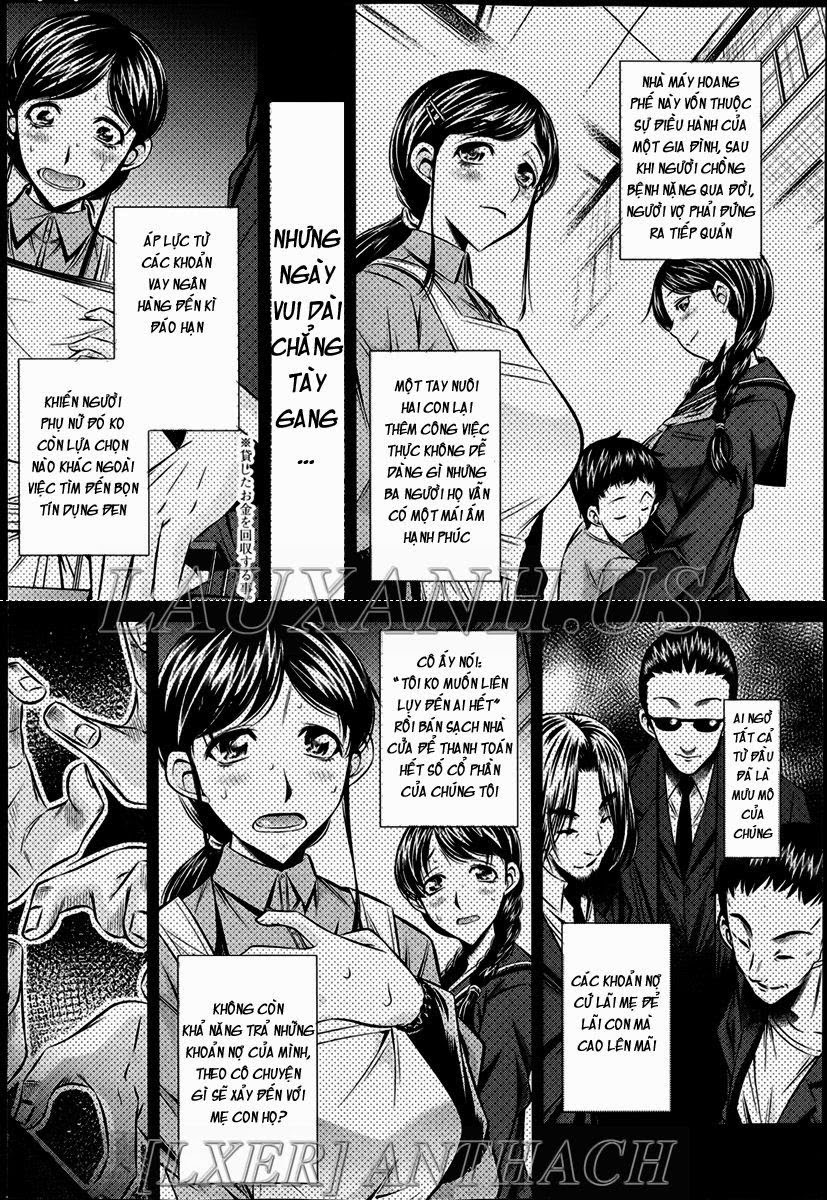 NHÀ MÁY HOANG
PHẾ NÀY VỐN THUỘC
SỰ ĐIỀU HÀNH CỦA
MỘT GIA ĐÌNH, SAU
KHI NGƯỜI CHỒNG
BỆNH NẶNG QUA ĐỜI,
NGƯỜI VỢ PHẢI ĐỨNG
RA TIẾP QUẢN
MỘT TAY NUÔI
HAI CON LẠI
THÊM CÔNG VIỆC
THỰC KHÔNG DỄ
DÀNG GÌ NHƯNG
BA NGƯỜI HỌ VẪN
CÓ MỘT MÁI ẤM
HẠNH PHÚC
NHƯNG
NGÀY
VUI DÀI
CHẲNG
TÀY
GANG
...
ÁP LỰC TỪ
CÁC KHOẢN
VAY NGÂN
HÀNG ĐẾN KÌ
ĐÁO HẠN
KHIẾN NGƯỜI
PHỤ NỮ ĐÓ KO
CÒN LỰA CHỌN
NÀO KHÁC NGOÀI
VIỆC TÌM ĐẾN BỌN
TÍN DỤNG ĐEN
※貸したお金を回収する事。
LAUXANH.US
AI NGỜ
TẤT CẢ
TỪ ĐẦU
ĐÃ LÀ
MƯU MÔ
CỦA
CHÚNG
CÁC KHOẢN NỢ
CỨ LÃI MẸ ĐẺ
LÃI CON MÀ
CAO LÊN MÃI
CÔ ẤY NÓI:
"TÔI KO MUỐN LIÊN
LỤY ĐẾN AI HẾT"
RỒI BÁN SẠCH NHÀ
CỬA ĐỂ THANH TOÁN
HẾT SỐ CỔ PHẦN
CỦA CHÚNG TÔI
KHÔNG CÒN
KHẢ NĂNG TRẢ NHỮNG
KHOẢN NỢ CỦA MÌNH,
THEO CÔ CHUYỆN
GÌ SẼ XẢY ĐẾN VỚI
MẸ CON HỌ?
[LXER] ANTHACH